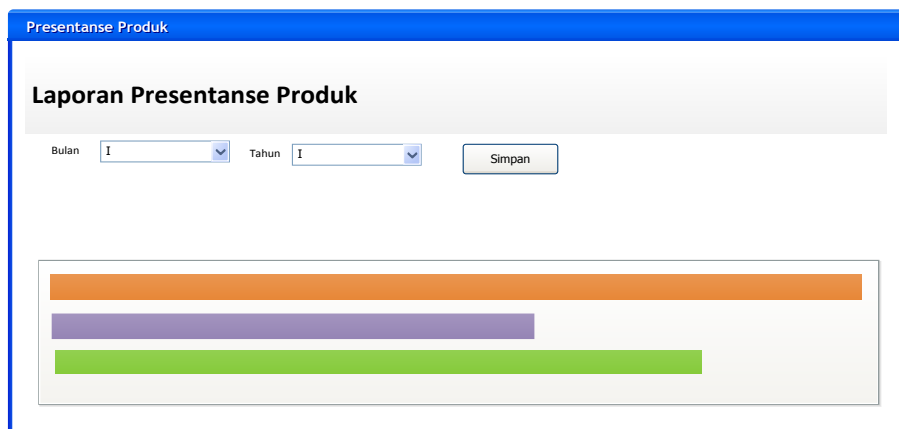 Presentanse Produk
Laporan Presentanse Produk
Bulan I Tahun I Simpan